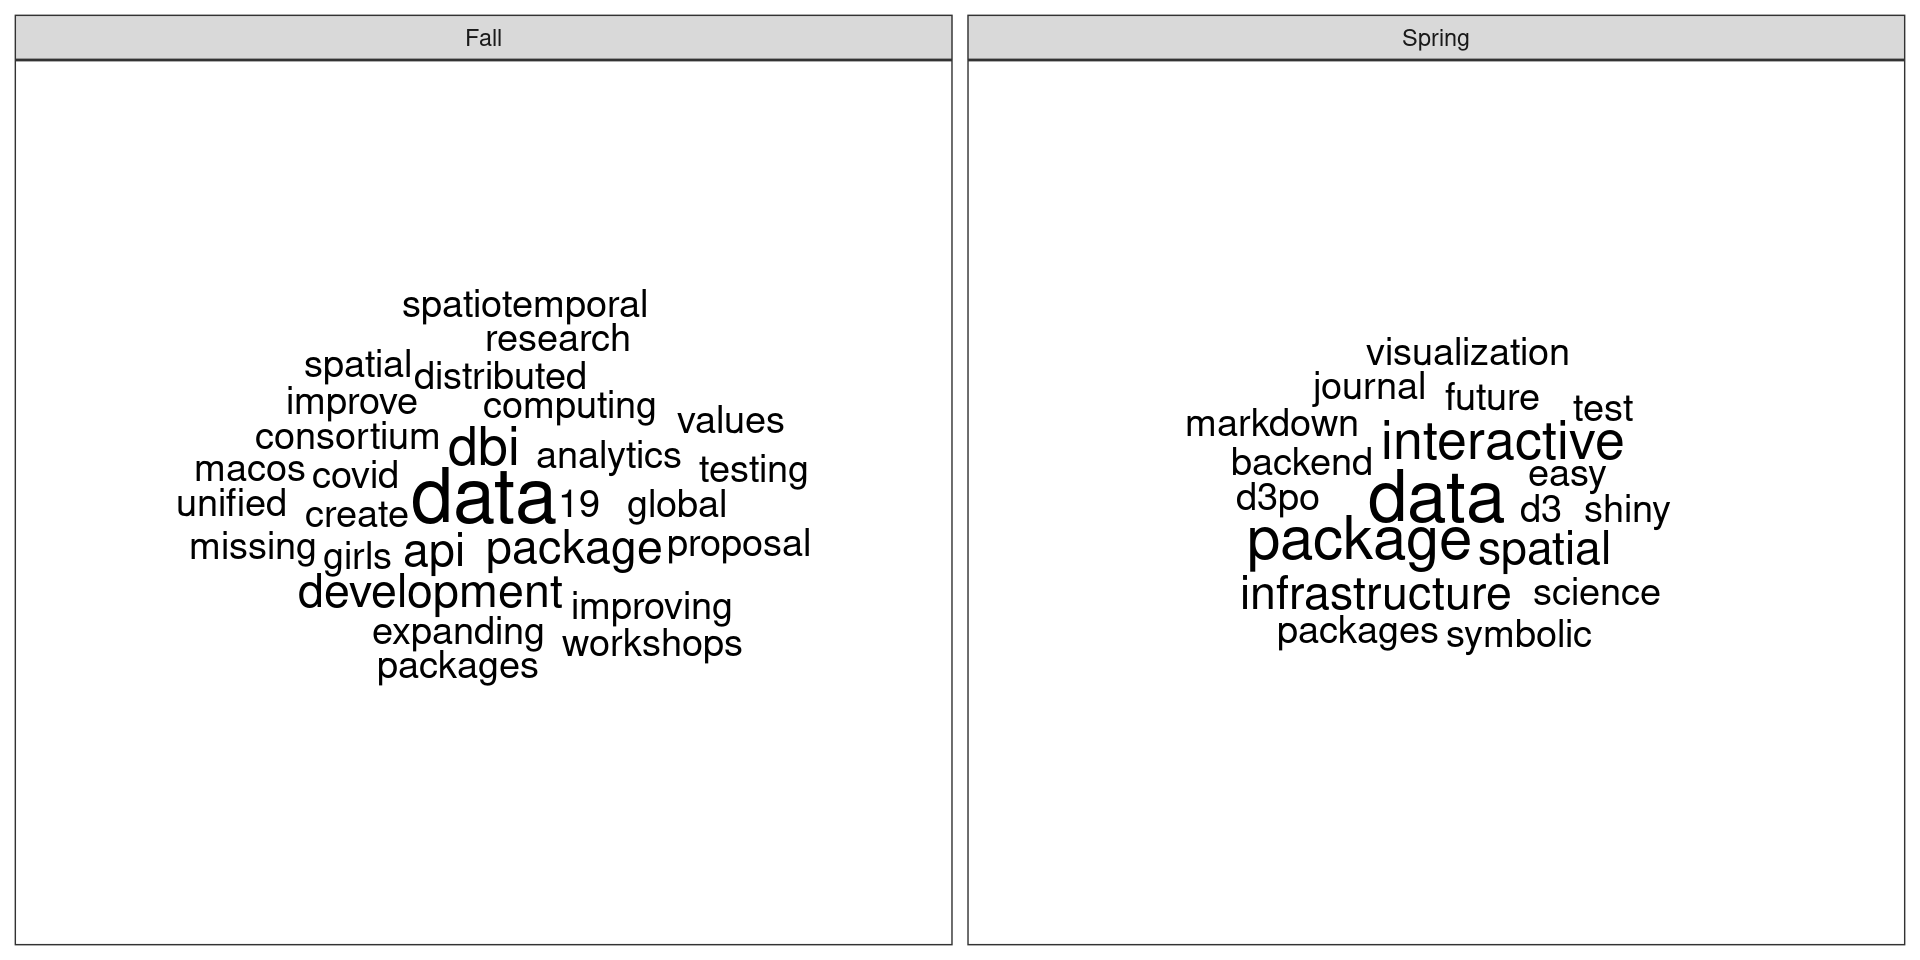 Fall
spatiotemporal
research
spatial distributed
improve computing values
consortium dbi analytics
macos covid testing
unified create data 19 global
missing girls api package proposal
development improving
expanding workshops
packages
Spring
visualization
journal future test
markdown interactive
backend easy
d3po data d3 shiny
package spatial
infrastructure science
packages symbolic